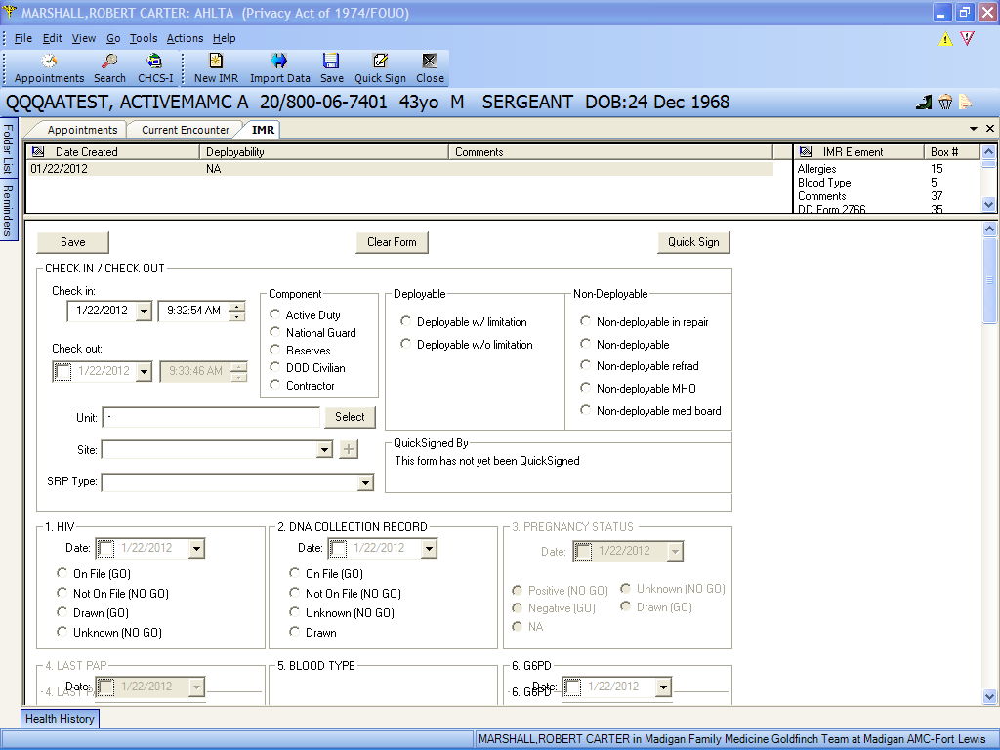 MARSHALL,ROBERT CARTER: AHLTA (Privacy Act of 1974/FOUO)
File Edit View Go Tools Actions Help
Appointments Search CHCS-I New IMR Import Data Save Quick Sign Close
QQQAATEST, ACTIVEMAMC A 20/800-06-7401 43yo M SERGEANT DOB:24 Dec 1968
Folder List
Reminders
Appointments Current Encounter IMR
Date Created Deployability Comments IMR Element Box #
01/22/2012 NA
Allergies 15
Blood Type 5
Comments 37
DD Form 2766 35
Save Clear Form Quick Sign
CHECK IN / CHECK OUT
Check in:
1/22/2012 9:32:54 AM
Check out:
1/22/2012 9:33:46 AM
Component
Active Duty
National Guard
Reserves
DOD Civilian
Contractor
Deployable
Deployable w/ limitation
Deployable w/o limitation
Non-Deployable
Non-deployable in repair
Non-deployable
Non-deployable refrad
Non-deployable MHO
Non-deployable med board
Unit: - Select
Site: +
SRP Type:
QuickSigned By
This form has not yet been QuickSigned
1. HIV
Date: 1/22/2012
On File (GO)
Not On File (NO GO)
Drawn (GO)
Unknown (NO GO)
2. DNA COLLECTION RECORD
Date: 1/22/2012
On File (GO)
Not On File (NO GO)
Unknown (NO GO)
Drawn
3. PREGNANCY STATUS
Date: 1/22/2012
Positive (NO GO) Unknown (NO GO)
Negative (GO) Drawn (GO)
NA
4. LAST PAP
Date: 1/22/2012
5. BLOOD TYPE
6. G6PD
Date: 1/22/2012
6. G6PD
Health History
MARSHALL,ROBERT CARTER in Madigan Family Medicine Goldfinch Team at Madigan AMC-Fort Lewis